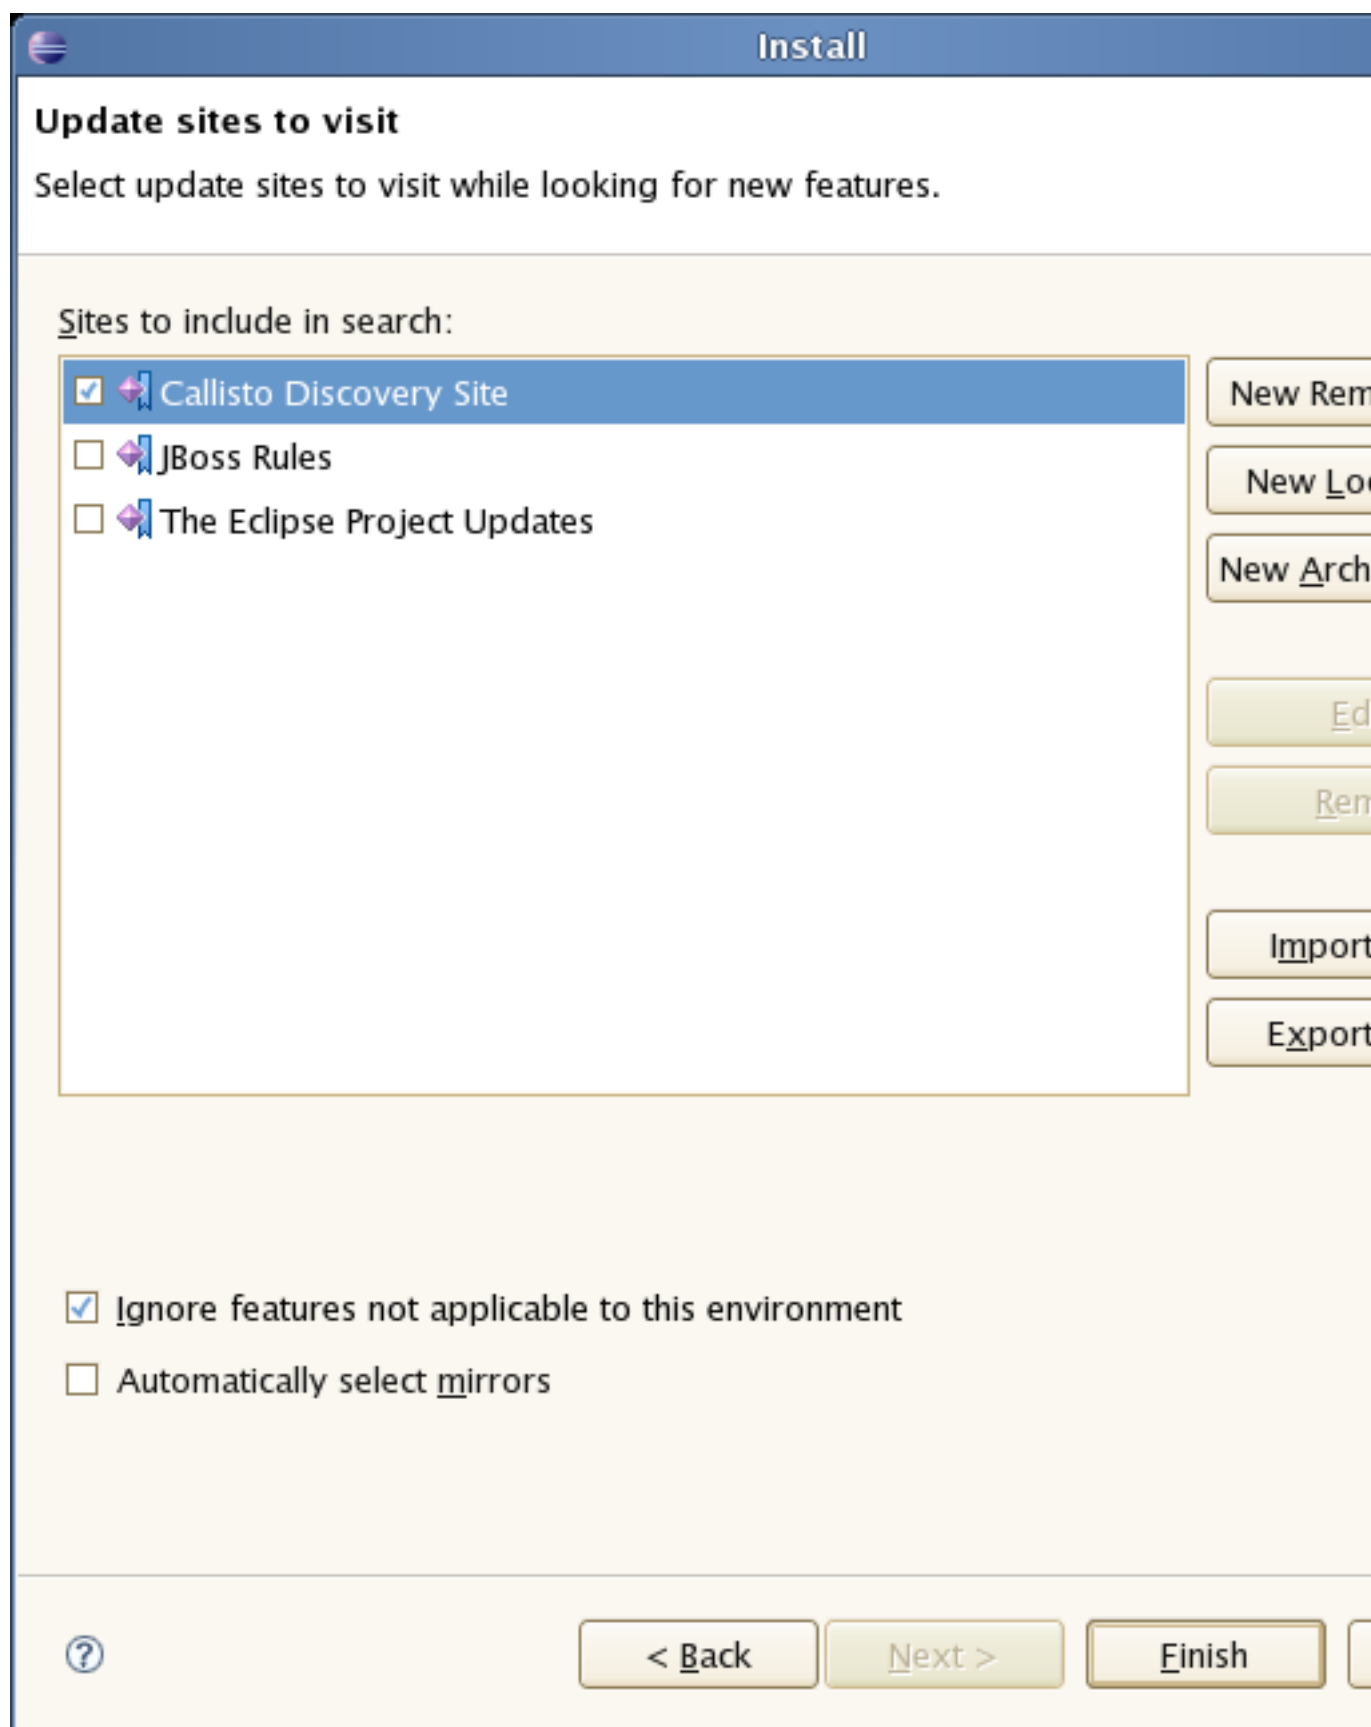 Install
Update sites to visit
Select update sites to visit while looking for new features.
Sites to include in search:
Callisto Discovery Site
JBoss Rules
The Eclipse Project Updates
New Rem
New Loc
New Arch
Ed
Rem
Import
Export
Ignore features not applicable to this environment
Automatically select mirrors
< Back
Next >
Finish